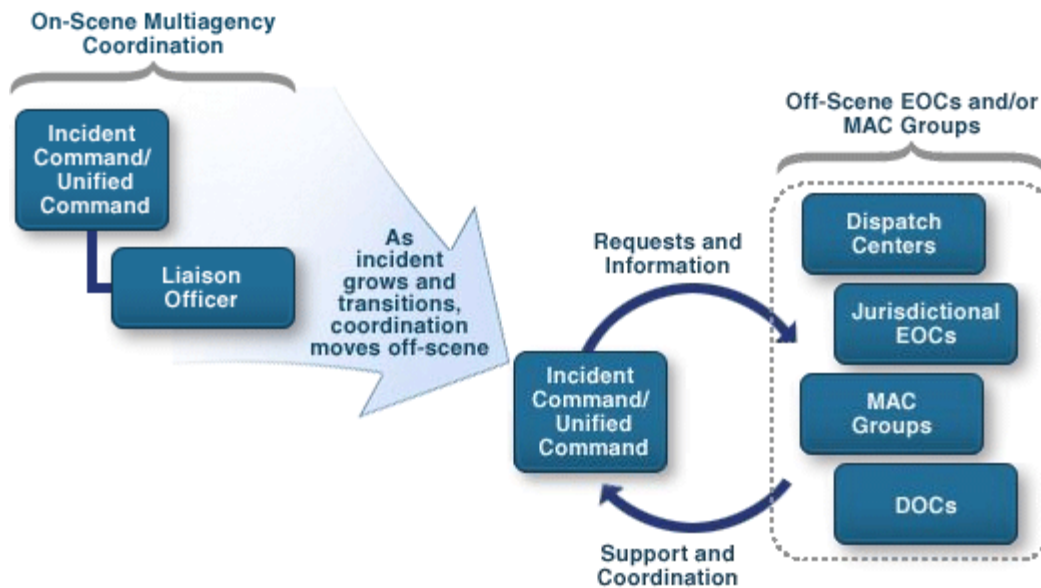 On-Scene Multiagency
Coordination
Incident
Command/
Unified
Command
Liaison
Officer
As
incident
grows and
transitions,
coordination
moves off-scene
Incident
Command/
Unified
Command
Requests and
Information
Support and
Coordination
Off-Scene EOCs and/or
MAC Groups
Dispatch
Centers
Jurisdictional
EOCs
MAC
Groups
DOCs